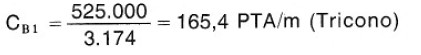 C_B1 = 525.000 / 3.174 = 165,4 PTA/m (Tricono)